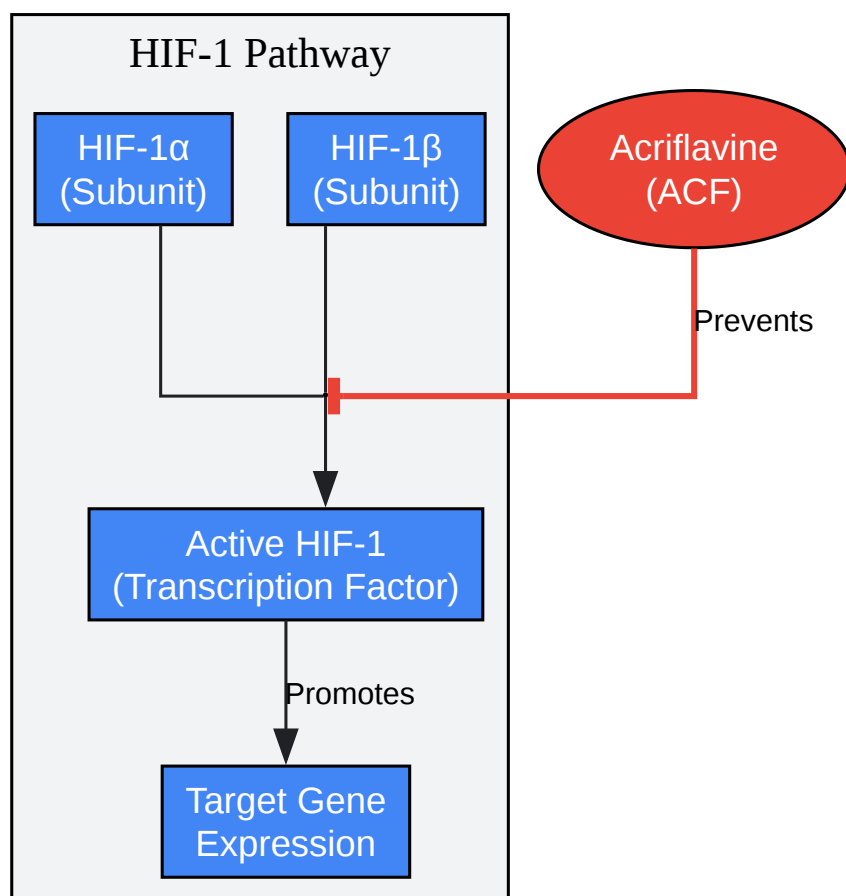 HIF-1 Pathway
HIF-1α
(Subunit)
HIF-1β
(Subunit)
Acriflavine
(ACF)
Prevents
Active HIF-1
(Transcription Factor)
Promotes
Target Gene
Expression